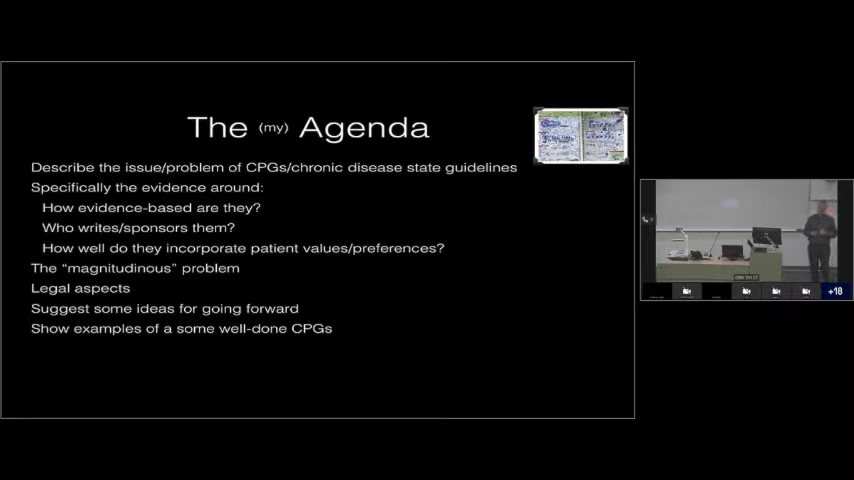 The (my) Agenda
Describe the issue/problem of CPGs/chronic disease state guidelines
Specifically the evidence around:
How evidence-based are they?
Who writes/sponsors them?
How well do they incorporate patient values/preferences?
The “magnitudinous” problem
Legal aspects
Suggest some ideas for going forward
Show examples of a some well-done CPGs
+18